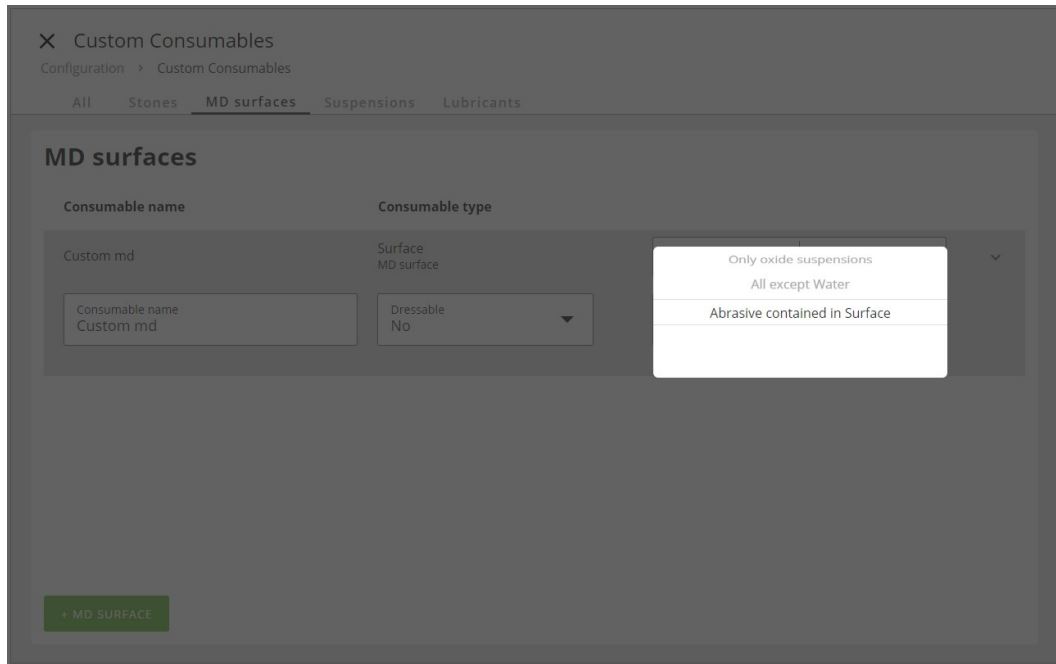 Custom Consumables
Configuration > Custom Consumables
All Stones MD surfaces Suspensions Lubricants
MD surfaces
Consumable name Consumable type
Custom md
Surface
MD surface
Consumable name
Custom md
Dressable
No
Only oxide suspensions
All except Water
Abrasive contained in Surface
+ MD SURFACE